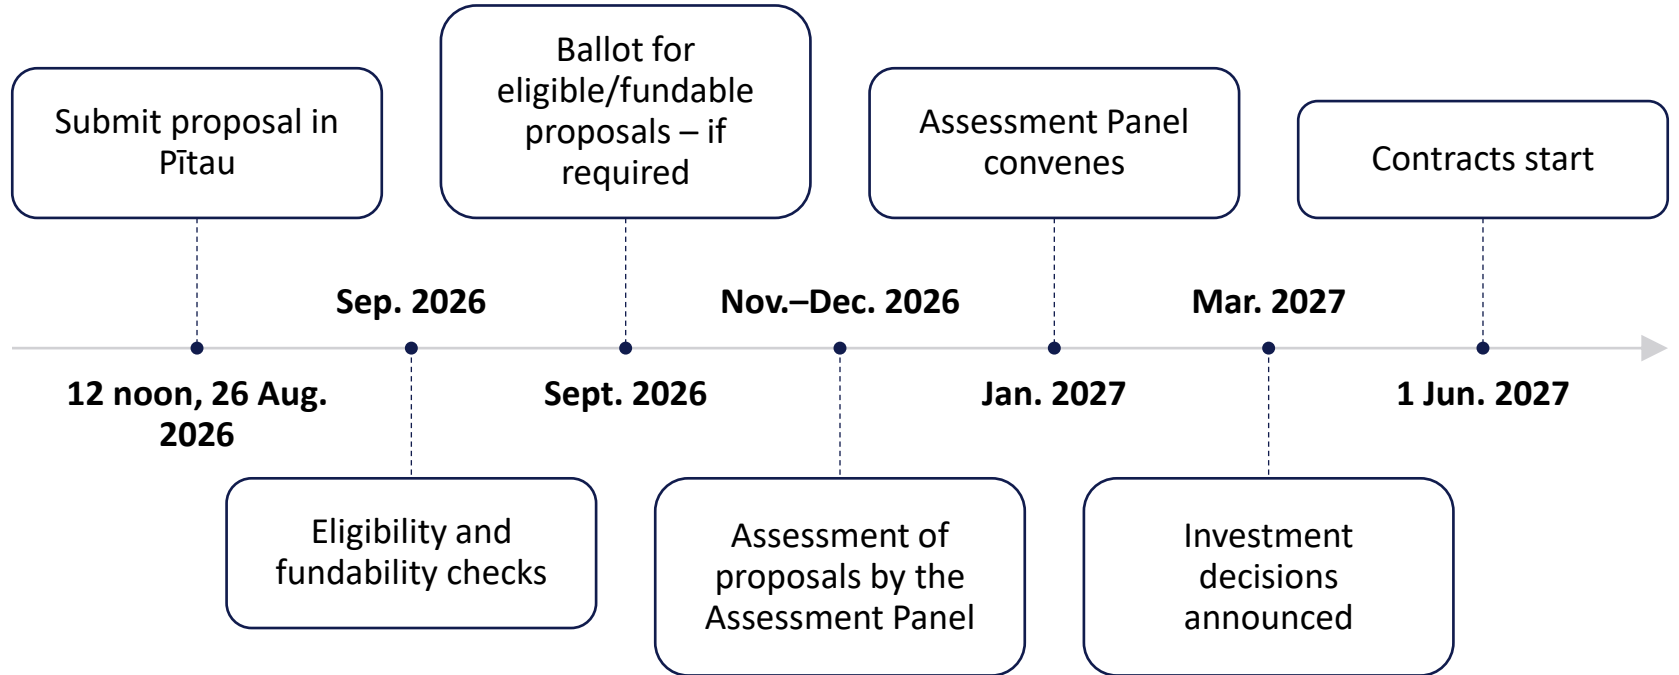 Submit proposal in
Pītau
12 noon, 26 Aug.
2026
Sep. 2026
Eligibility and
fundability checks
Ballot for
eligible/fundable
proposals – if
required
Sept. 2026
Nov.–Dec. 2026
Assessment of
proposals by the
Assessment Panel
Assessment Panel
convenes
Jan. 2027
Mar. 2027
Investment
decisions
announced
Contracts start
1 Jun. 2027